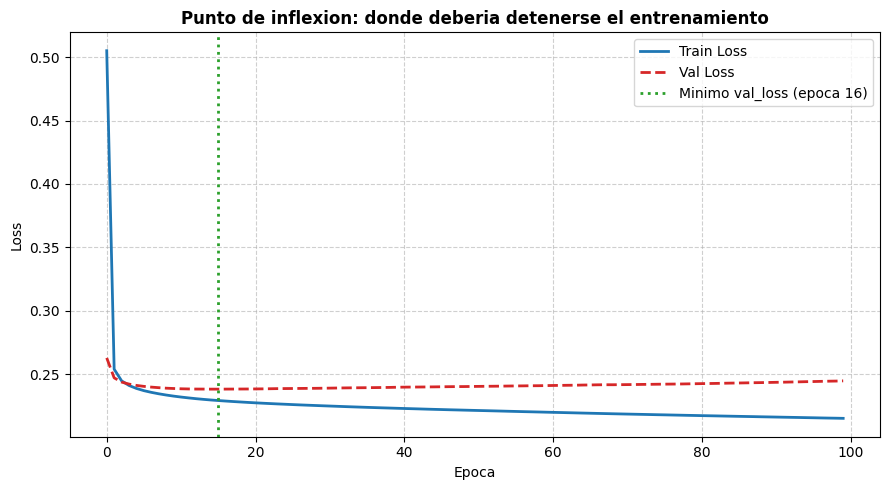 Punto de inflexion: donde deberia detenerse el entrenamiento
Train Loss
Val Loss
Minimo val_loss (epoca 16)
Loss
0.50
0.45
0.40
0.35
0.30
0.25
0 20 40 60 80 100
Epoca